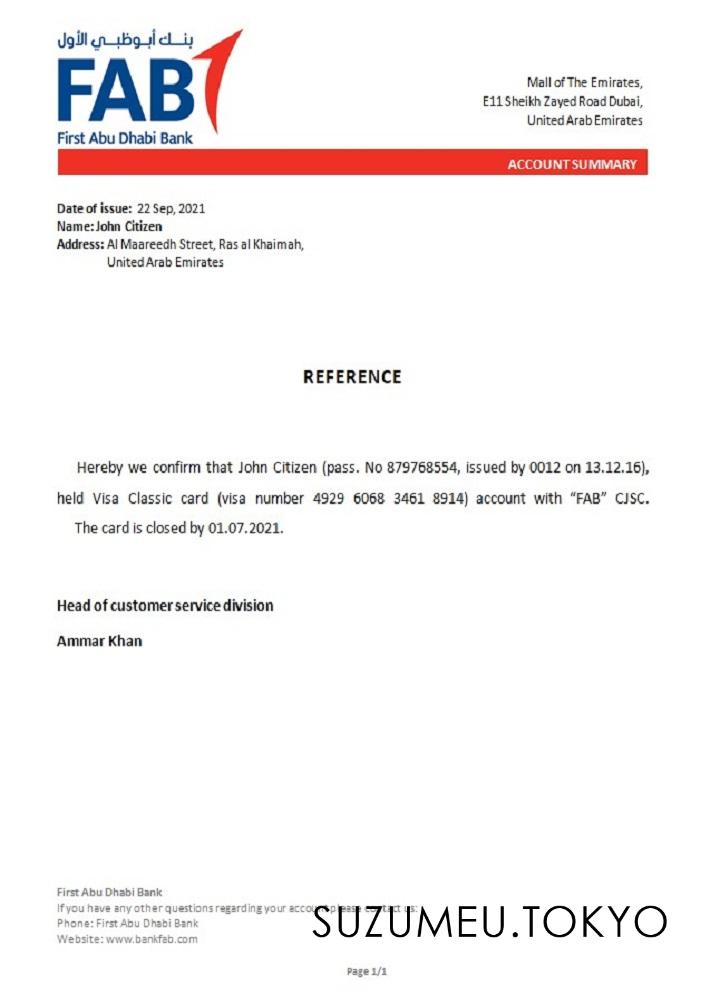 بنك أبوظبي الأول
FAB
First Abu Dhabi Bank
Mall of The Emirates,
E11 Sheikh Zayed Road Dubai,
United Arab Emirates
ACCOUNT SUMMARY
Date of issue: 22 Sep, 2021
Name: John Citizen
Address: Al Maareedh Street, Ras al Khaimah,
United Arab Emirates
REFERENCE
Hereby we confirm that John Citizen (pass. No 879768554, issued by 0012 on 13.12.16),
held Visa Classic card (visa number 4929 6068 3461 8914) account with “FAB” CJSC.
The card is closed by 01.07.2021.
Head of customer service division
Ammar Khan
First Abu Dhabi Bank
If you have any other questions regarding your account please contact us:
Phone: First Abu Dhabi Bank
Website: www.bankfab.com
SUZUMEU.TOKYO
Page 1/1